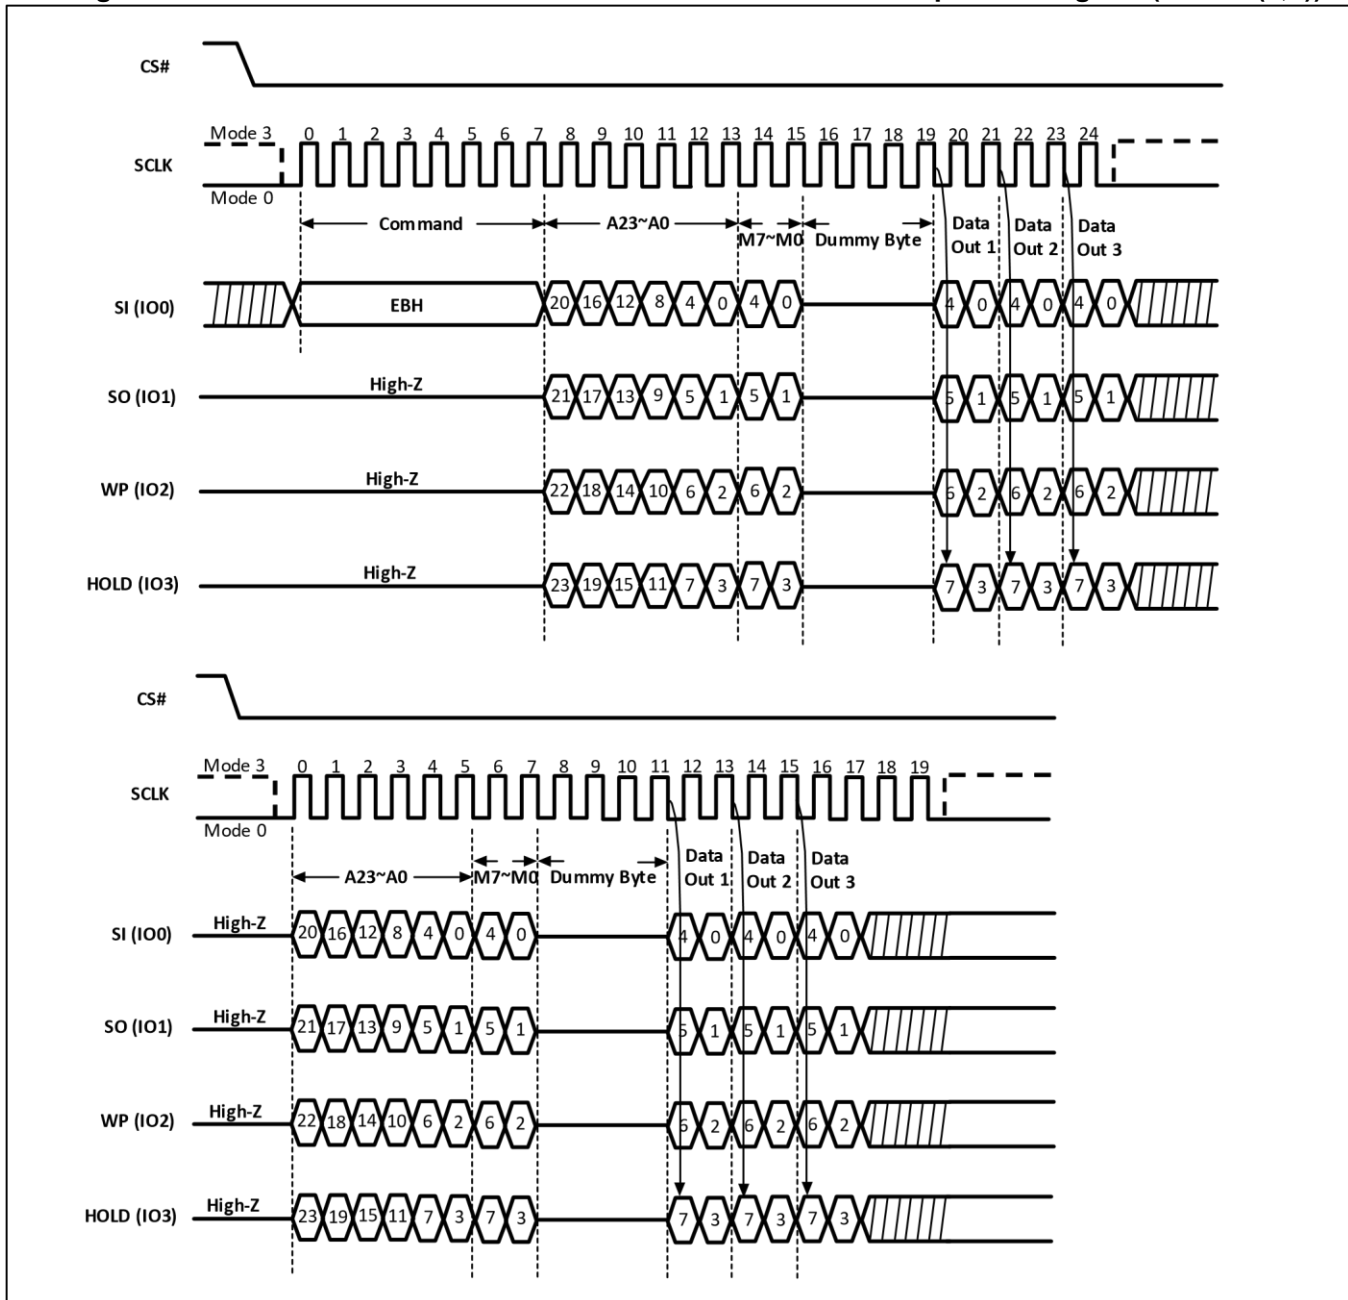 CS#
Mode 3
0 1 2 3 4 5 6 7 8 9 10 11 12 13 14 15 16 17 18 19 20 21 22 23 24
SCLK
Mode 0
Command A23~A0 M7~M0 Dummy Byte Data Out 1 Data Out 2 Data Out 3
SI (IO0) EBH 20 16 12 8 4 0 4 0 4 0 4 0 4 0
High-Z
SO (IO1) 21 17 13 9 5 1 5 1 5 1 5 1 5 1
High-Z
WP (IO2) 22 18 14 10 6 2 6 2 6 2 6 2 6 2
High-Z
HOLD (IO3) 23 19 15 11 7 3 7 3 7 3 7 3 7 3
CS#
Mode 3
0 1 2 3 4 5 6 7 8 9 10 11 12 13 14 15 16 17 18 19
SCLK
Mode 0
A23~A0 M7~M0 Dummy Byte Data Out 1 Data Out 2 Data Out 3
High-Z
SI (IO0) 20 16 12 8 4 0 4 0 4 0 4 0 4 0
High-Z
SO (IO1) 21 17 13 9 5 1 5 1 5 1 5 1 5 1
High-Z
WP (IO2) 22 18 14 10 6 2 6 2 6 2 6 2 6 2
High-Z
HOLD (IO3) 23 19 15 11 7 3 7 3 7 3 7 3 7 3